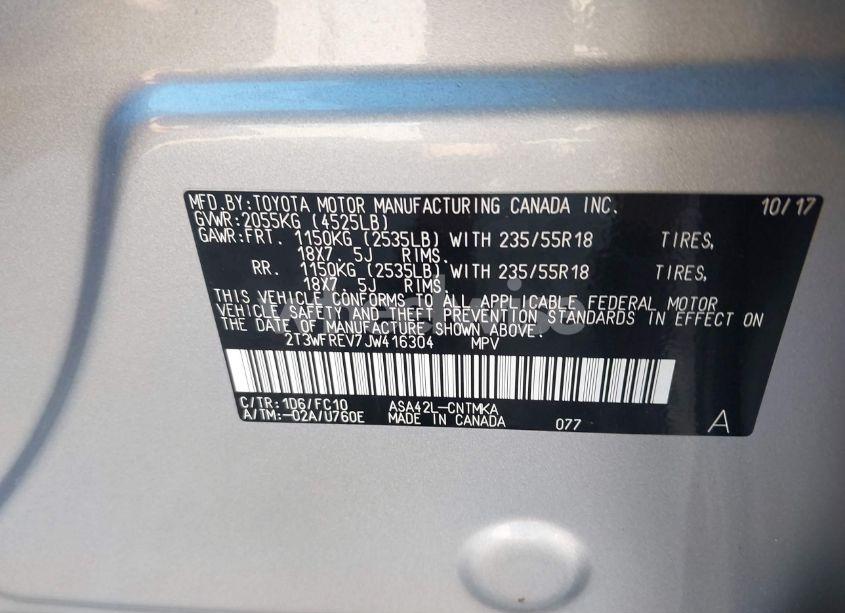 MFD. BY: TOYOTA MOTOR MANUFACTURING CANADA INC. 10/17
GVWR: 2055KG (4525LB)
GAWR: FRT. 1150KG (2535LB) WITH 235/55R18 TIRES,
18X7. 5J RIMS.
RR. 1150KG (2535LB) WITH 235/55R18 TIRES,
18X7. 5J RIMS.
THIS VEHICLE CONFORMS TO ALL APPLICABLE FEDERAL MOTOR
VEHICLE SAFETY AND THEFT PREVENTION STANDARDS IN EFFECT ON
THE DATE OF MANUFACTURE SHOWN ABOVE.
2T3WFREV7JW416304 MPV
C/TR: 1D6/FC10 ASA42L-CNTMKA
A/TM:-02A/U760E MADE IN CANADA 077 A